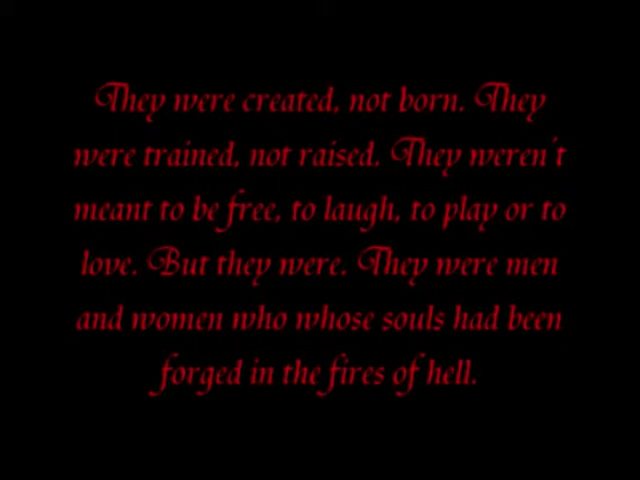 They were created, not born. They
were trained, not raised. They weren't
meant to be free, to laugh, to play or to
love. But they were. They were men
and women who whose souls had been
forged in the fires of hell.